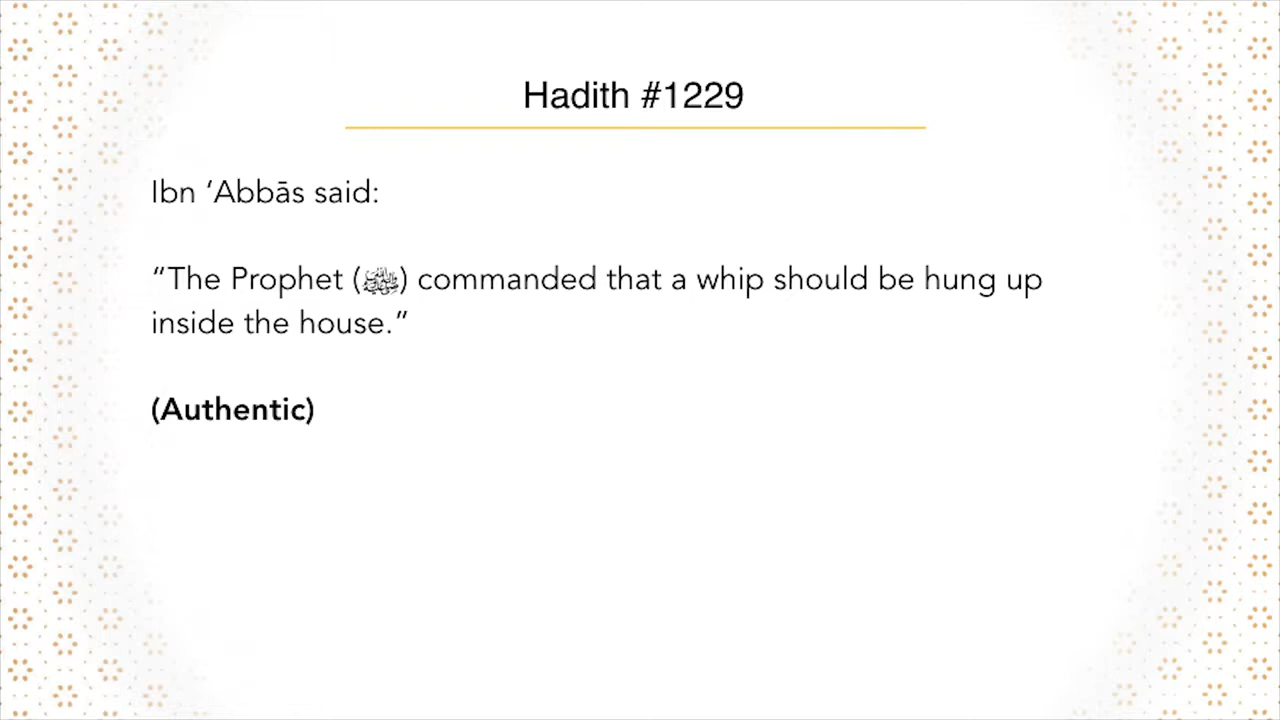 Hadith #1229
Ibn ‘Abbās said:
“The Prophet (ﷺ) commanded that a whip should be hung up
inside the house.”
(Authentic)